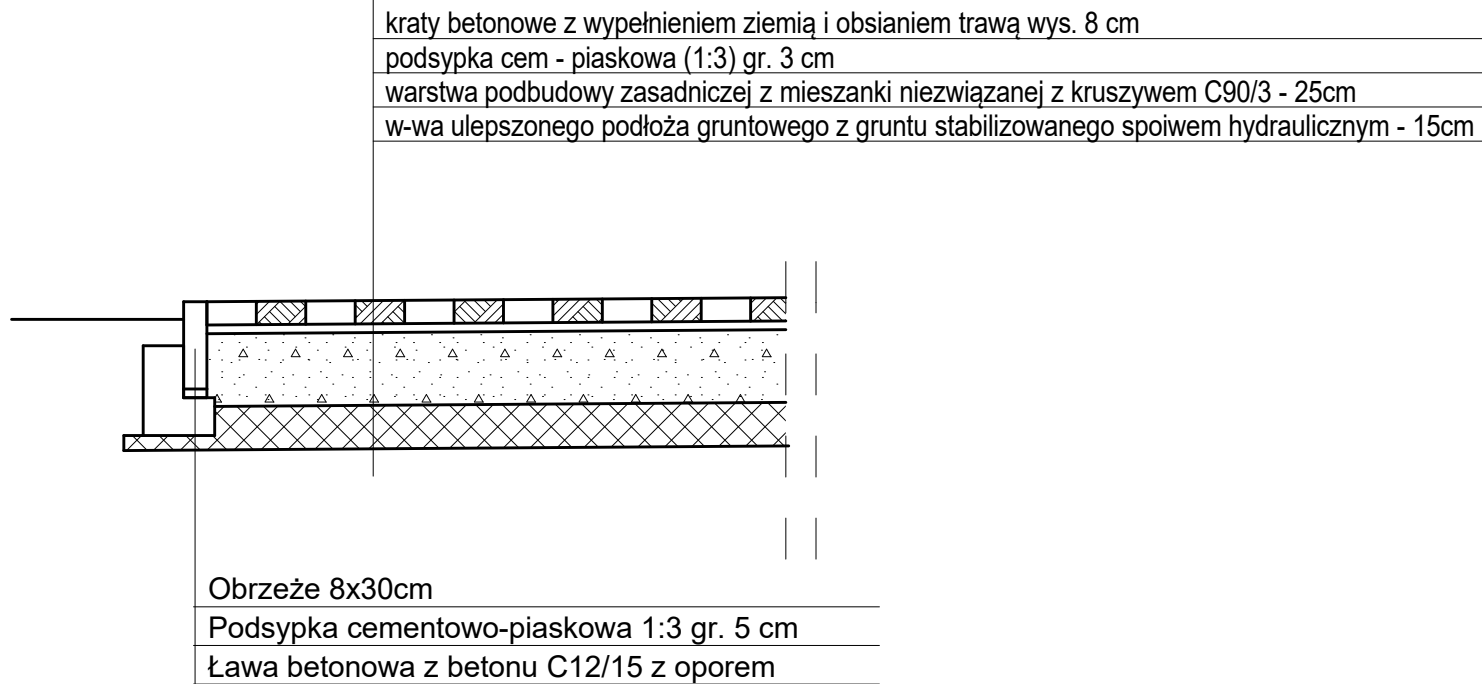 kraty betonowe z wypełnieniem ziemią i obsianiem trawą wys. 8 cm
podsypka cem - piaskowa (1:3) gr. 3 cm
warstwa podbudowy zasadniczej z mieszanki niezwiązanej z kruszywem C90/3 - 25cm
w-wa ulepszonego podłoża gruntowego z gruntu stabilizowanego spoiwem hydraulicznym - 15cm
Obrzeże 8x30cm
Podsypka cementowo-piaskowa 1:3 gr. 5 cm
Ława betonowa z betonu C12/15 z oporem